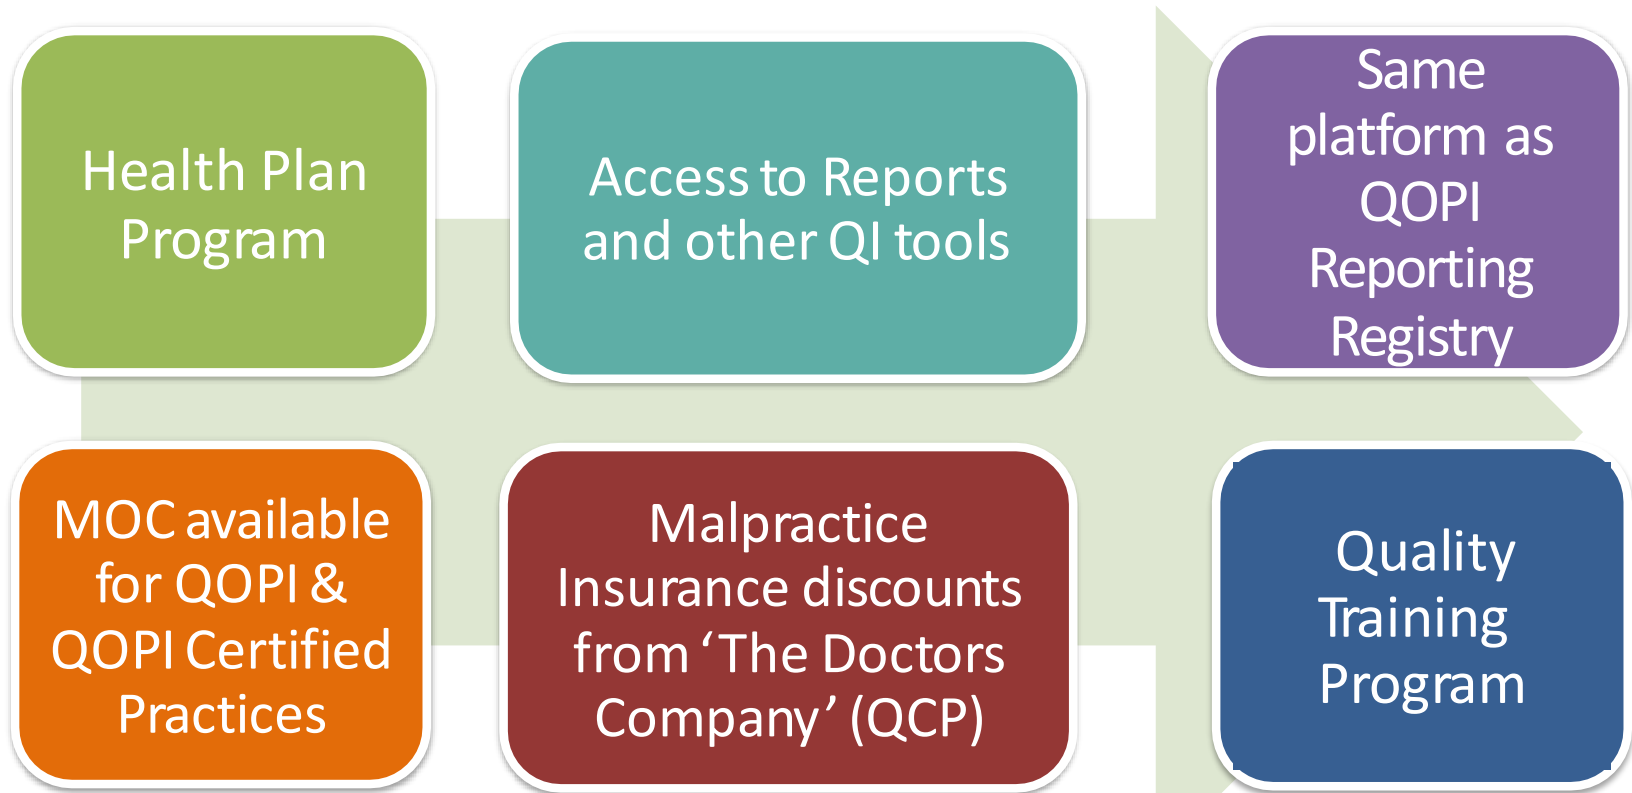 Health Plan
Program
Access to Reports
and other QI tools
Same
platform as
QOPI
Reporting
Registry
MOC available
for QOPI &
QOPI Certified
Practices
Malpractice
Insurance discounts
from ‘The Doctors
Company’ (QCP)
Quality
Training
Program